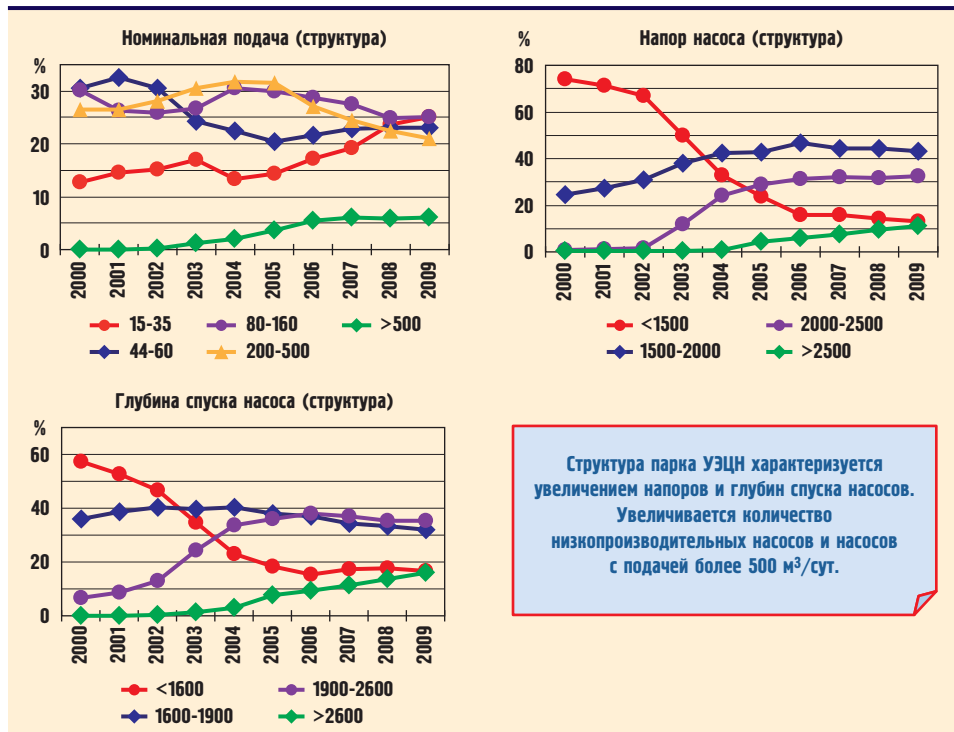 Номинальная подача (структура)
%
30
20
10
0
2000 2001 2002 2003 2004 2005 2006 2007 2008 2009
15-35 80-160 >500
44-60 200-500
% Напор насоса (структура)
80
60
40
20
0
2000 2001 2002 2003 2004 2005 2006 2007 2008 2009
<1500 2000-2500
1500-2000 >2500
Глубина спуска насоса (структура)
%
60
40
20
0
2000 2001 2002 2003 2004 2005 2006 2007 2008 2009
<1600 1900-2600
1600-1900 >2600
Структура парка УЭЦН характеризуется
увеличением напоров и глубин спуска насосов.
Увеличивается количество
низкопроизводительных насосов и насосов
с подачей более 500 м³/сут.